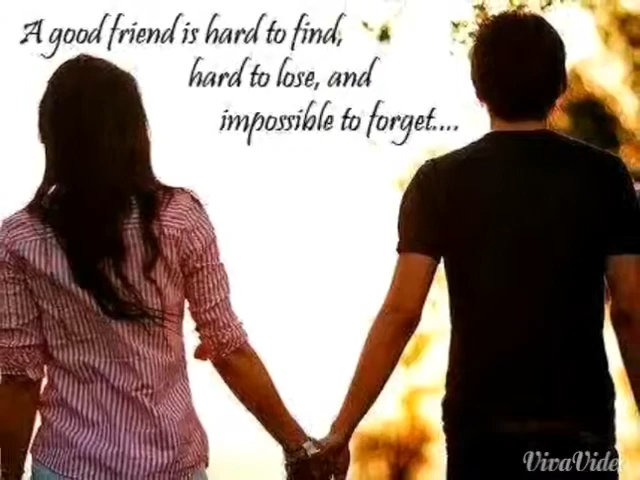 A good friend is hard to find,
hard to lose, and
impossible to forget....
VivaVideo